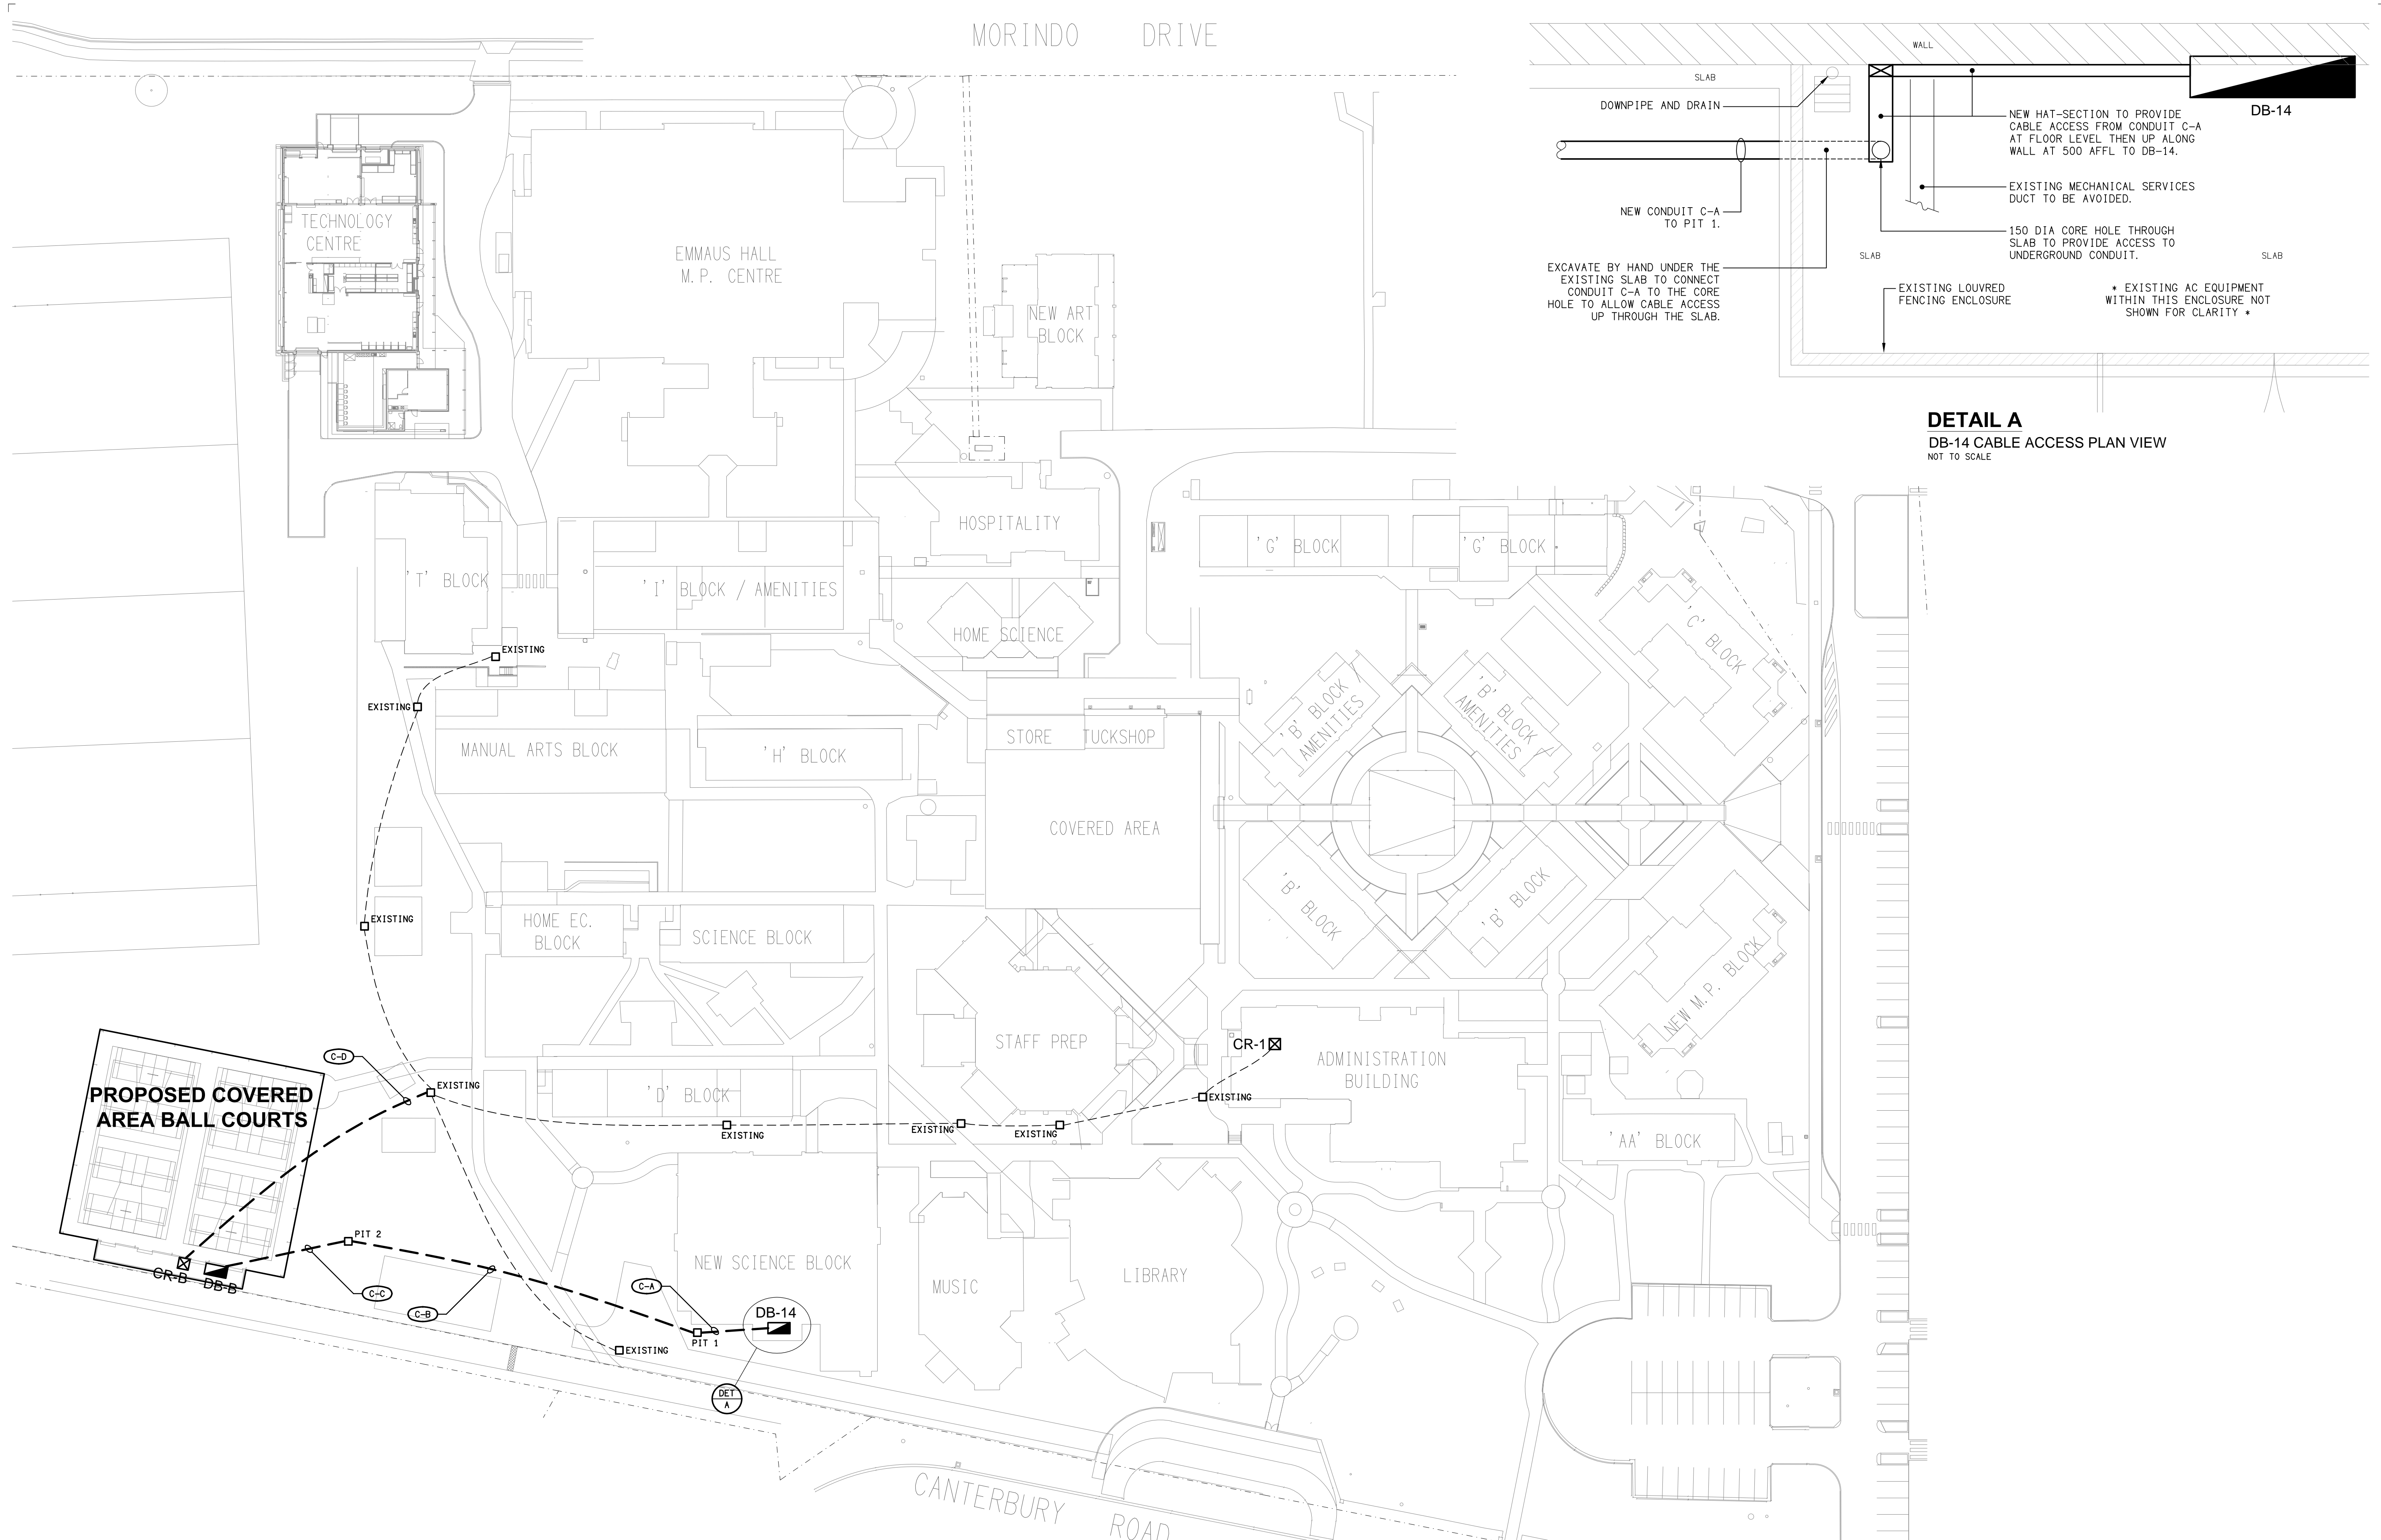 MORINDO DRIVE
WALL
SLAB
DOWNPIPE AND DRAIN
DB-14
NEW HAT-SECTION TO PROVIDE
CABLE ACCESS FROM CONDUIT C-A
AT FLOOR LEVEL THEN UP ALONG
WALL AT 500 AFFL TO DB-14.
EXISTING MECHANICAL SERVICES
DUCT TO BE AVOIDED.
NEW CONDUIT C-A
TO PIT 1.
150 DIA CORE HOLE THROUGH
SLAB TO PROVIDE ACCESS TO
UNDERGROUND CONDUIT.
SLAB
SLAB
EXCAVATE BY HAND UNDER THE
EXISTING SLAB TO CONNECT
CONDUIT C-A TO THE CORE
HOLE TO ALLOW CABLE ACCESS
UP THROUGH THE SLAB.
EXISTING LOUVRED
FENCING ENCLOSURE
* EXISTING AC EQUIPMENT
WITHIN THIS ENCLOSURE NOT
SHOWN FOR CLARITY *
DETAIL A
DB-14 CABLE ACCESS PLAN VIEW
NOT TO SCALE
TECHNOLOGY
CENTRE
EMMAUS HALL
M.P. CENTRE
NEW ART
BLOCK
HOSPITALITY
'G' BLOCK
'G' BLOCK
'T' BLOCK
'I' BLOCK / AMENITIES
HOME SCIENCE
'C' BLOCK
EXISTING
EXISTING
'B' BLOCK /
AMENITIES
'B' BLOCK /
AMENITIES
MANUAL ARTS BLOCK
'H' BLOCK
STORE
TUCKSHOP
COVERED AREA
'B' BLOCK
'B' BLOCK
EXISTING
HOME EC.
BLOCK
SCIENCE BLOCK
NEW M.P. BLOCK
STAFF PREP
CR-1
ADMINISTRATION
BUILDING
C-D
PROPOSED COVERED
AREA BALL COURTS
EXISTING
'D' BLOCK
EXISTING
EXISTING
EXISTING
EXISTING
'AA' BLOCK
PIT 2
CR-B
DB-B
C-C
C-B
C-A
NEW SCIENCE BLOCK
MUSIC
LIBRARY
DB-14
PIT 1
EXISTING
DET
A
CANTERBURY ROAD